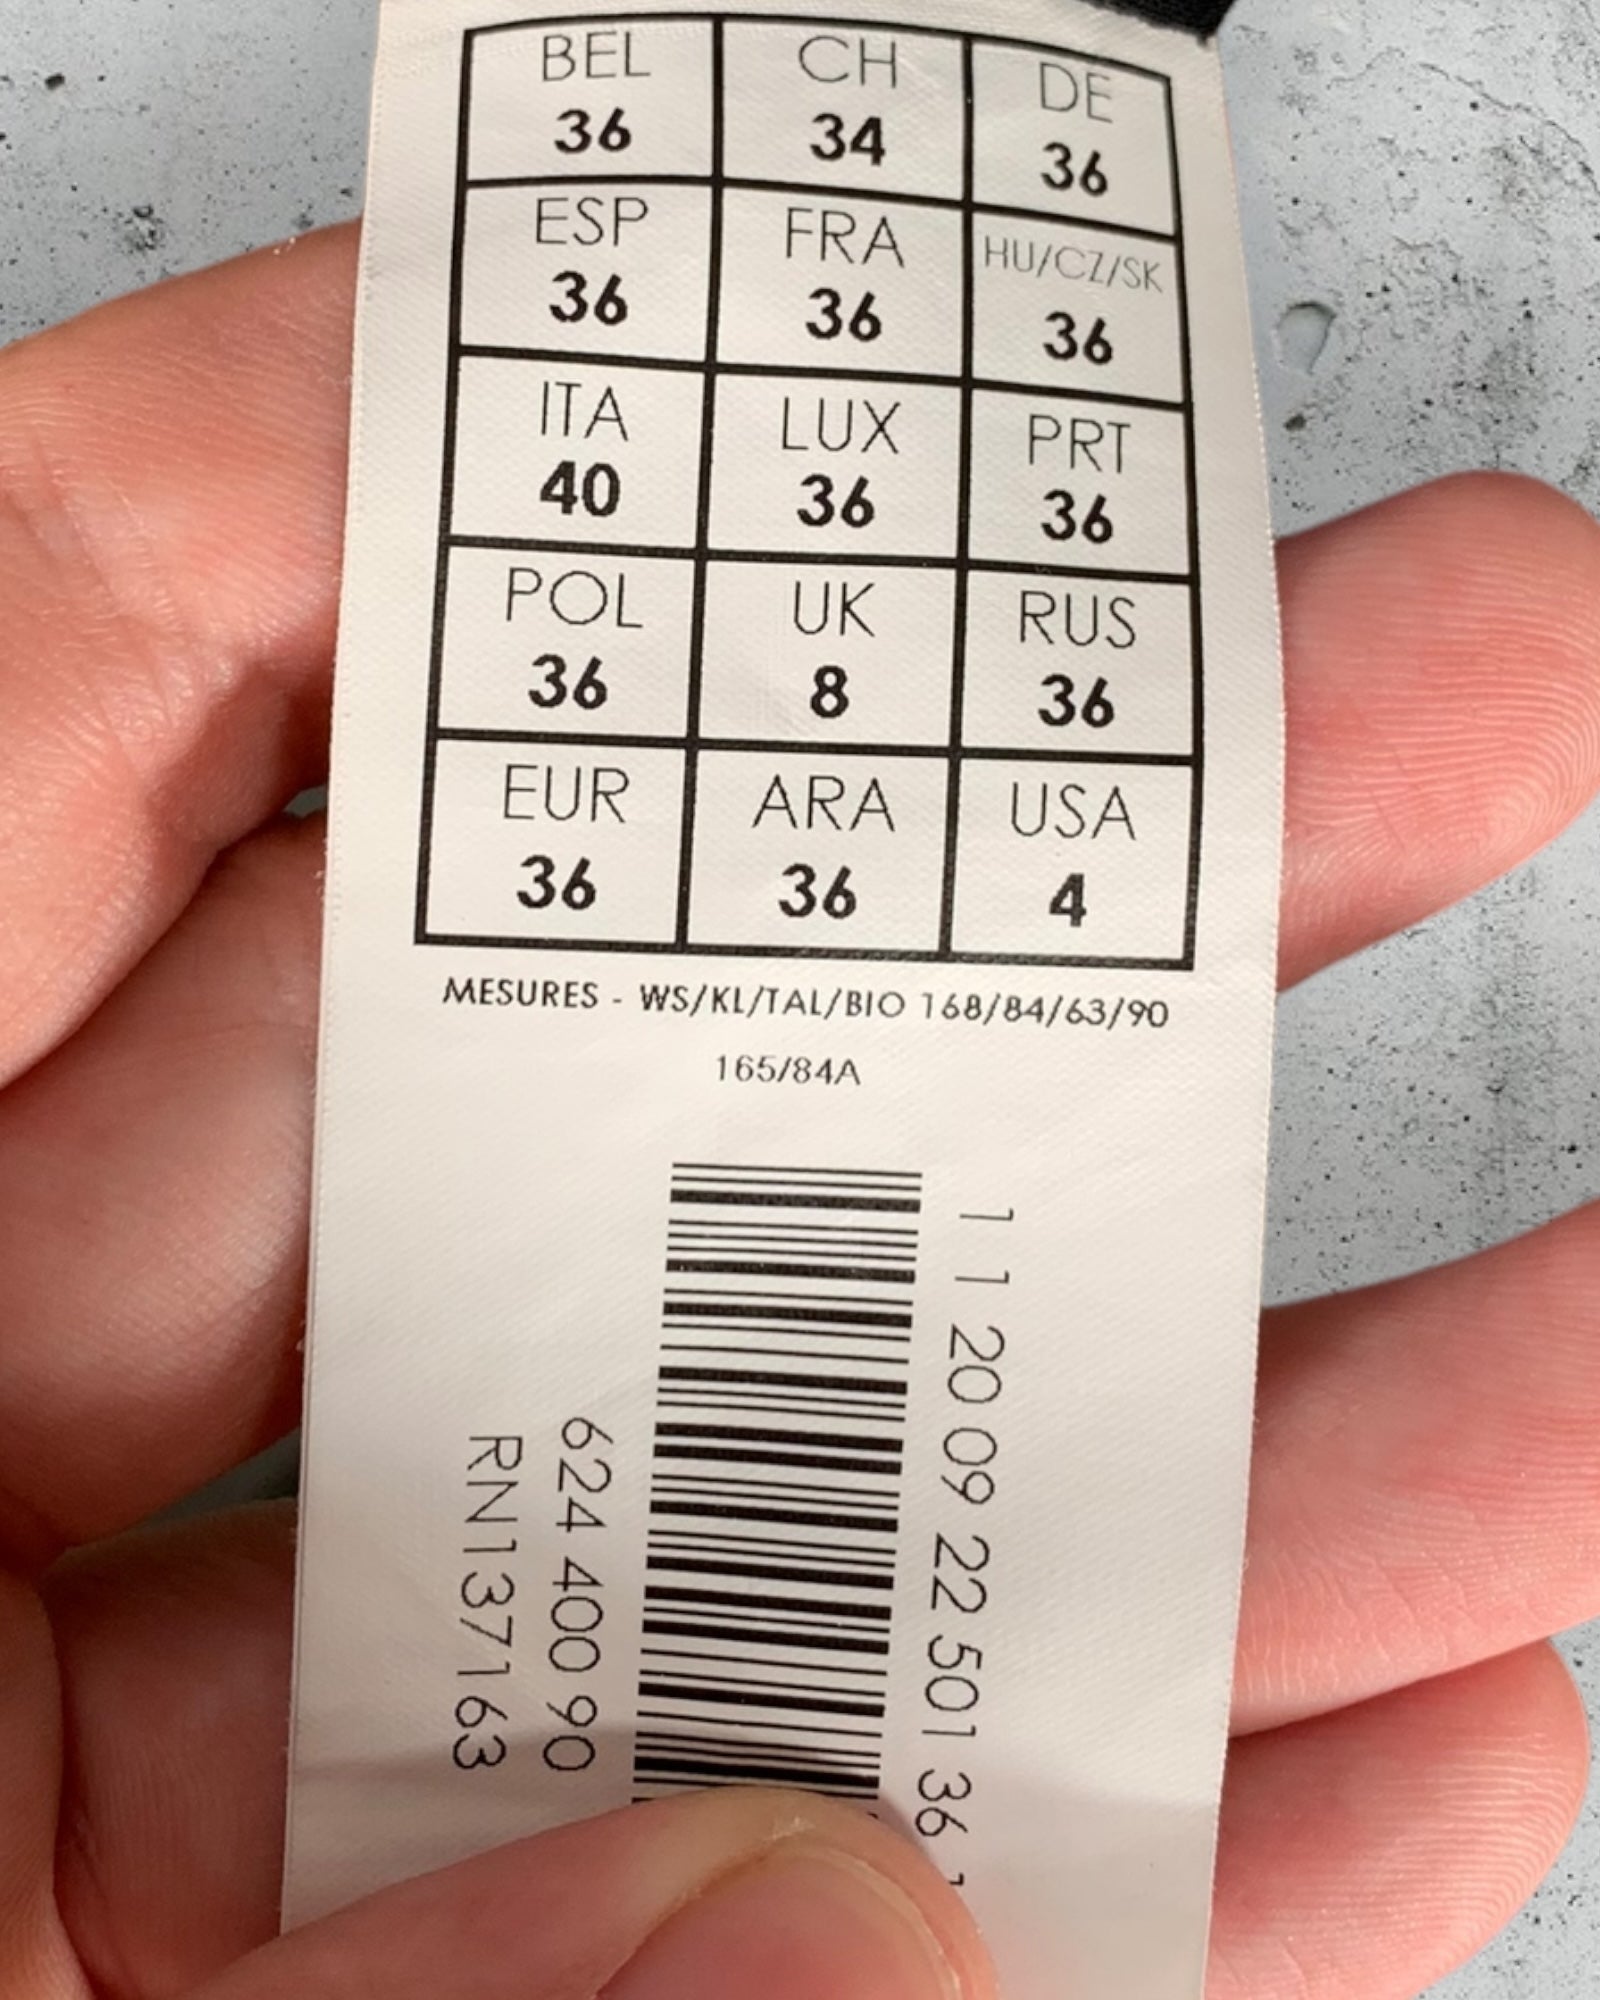 BEL CH DE
36 34 36
ESP FRA HU/CZ/SK
36 36 36
ITA LUX PRT
40 36 36
POL UK RUS
36 8 36
EUR ARA USA
36 36 4
MESURES - WS/KL/TAL/BIO 168/84/63/90
165/84A
1 1 20 09 22 501 36
624 400 90
RN137163